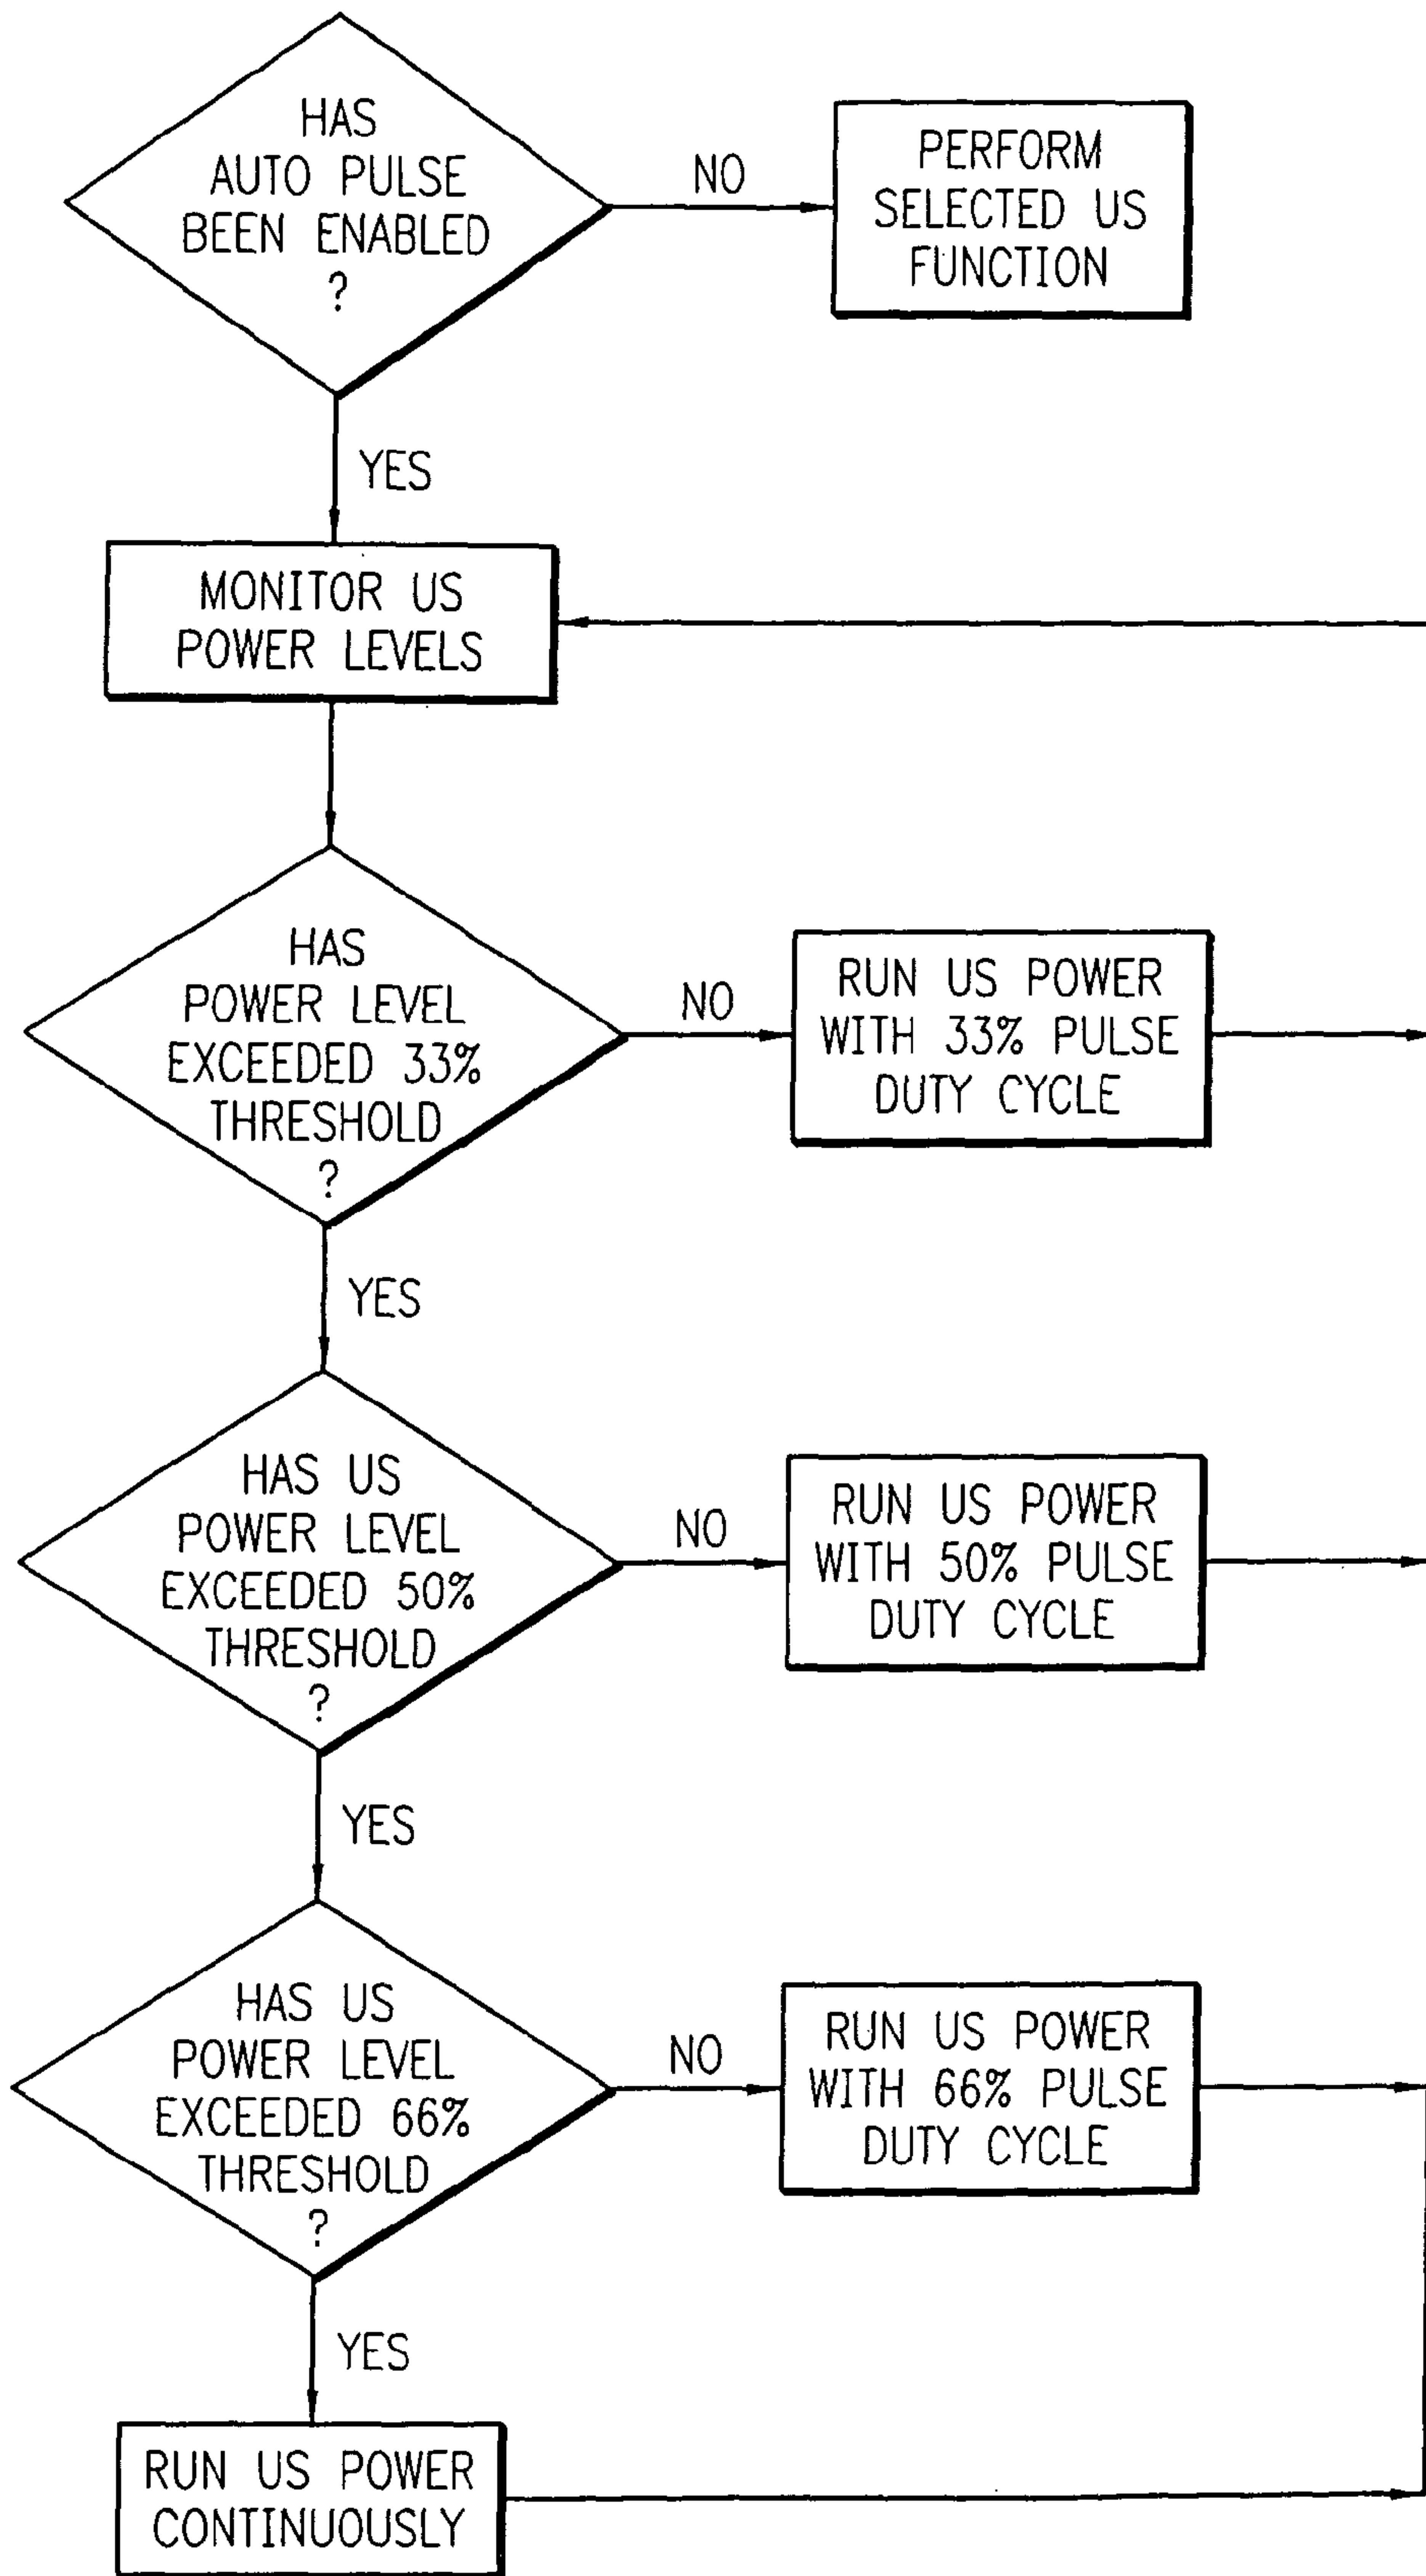 HAS
AUTO PULSE
BEEN ENABLED
?
NO
PERFORM
SELECTED US
FUNCTION
YES
MONITOR US
POWER LEVELS
HAS
POWER LEVEL
EXCEEDED 33%
THRESHOLD
?
NO
RUN US POWER
WITH 33% PULSE
DUTY CYCLE
YES
HAS US
POWER LEVEL
EXCEEDED 50%
THRESHOLD
?
NO
RUN US POWER
WITH 50% PULSE
DUTY CYCLE
YES
HAS US
POWER LEVEL
EXCEEDED 66%
THRESHOLD
?
NO
RUN US POWER
WITH 66% PULSE
DUTY CYCLE
YES
RUN US POWER
CONTINUOUSLY